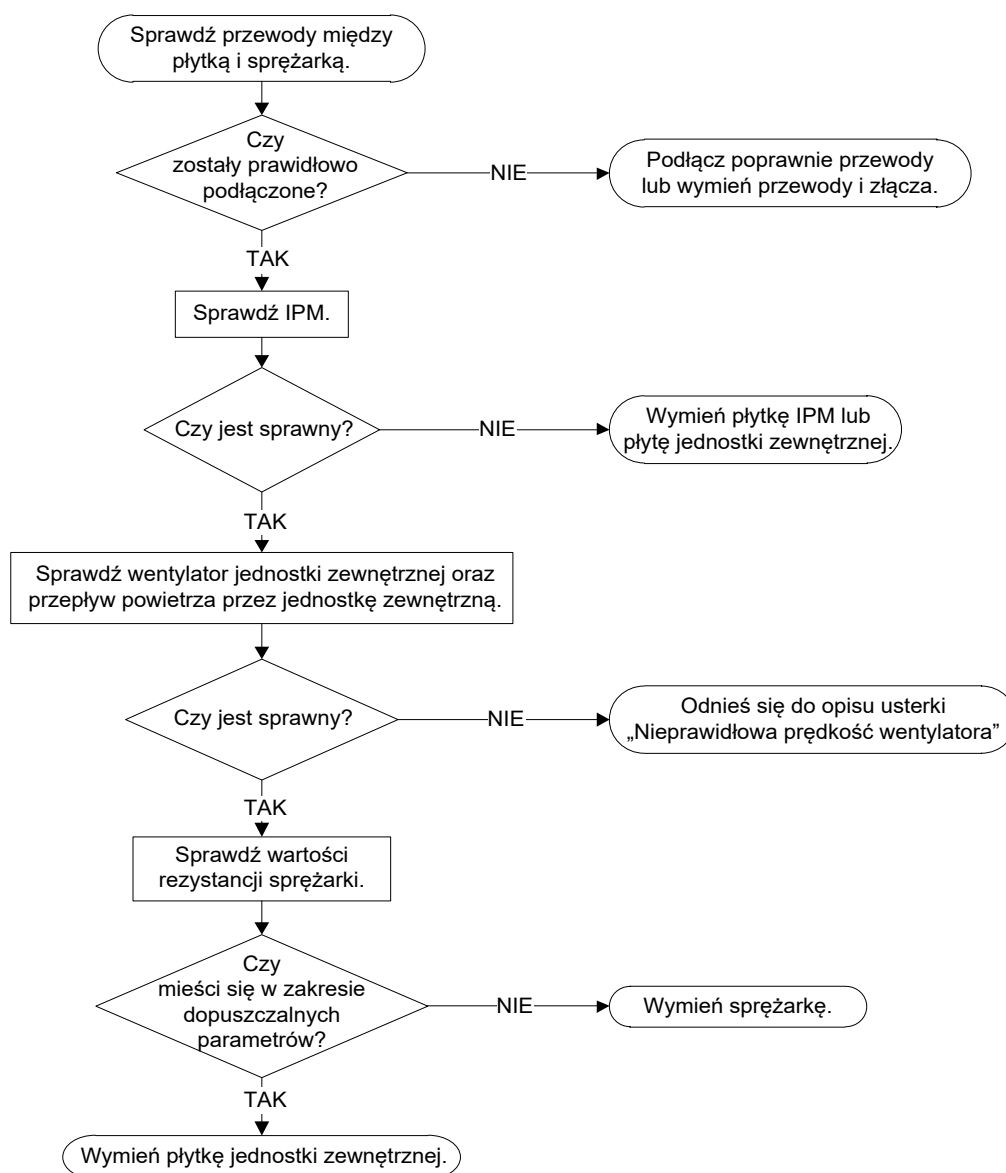 Sprawdź przewody między
płytką i sprężarką.
Czy
zostały prawidłowo
podłączone?
NIE
Podłącz poprawnie przewody
lub wymień przewody i złącza.
TAK
Sprawdź IPM.
Czy jest sprawny?
NIE
Wymień płytkę IPM lub
płytę jednostki zewnętrznej.
TAK
Sprawdź wentylator jednostki zewnętrznej oraz
przepływ powietrza przez jednostkę zewnętrzną.
Czy jest sprawny?
NIE
Odnieś się do opisu usterki
„Nieprawidłowa prędkość wentylatora”
TAK
Sprawdź wartości
rezystancji sprężarki.
Czy
mieści się w zakresie
dopuszczalnych
parametrów?
NIE
Wymień sprężarkę.
TAK
Wymień płytkę jednostki zewnętrznej.